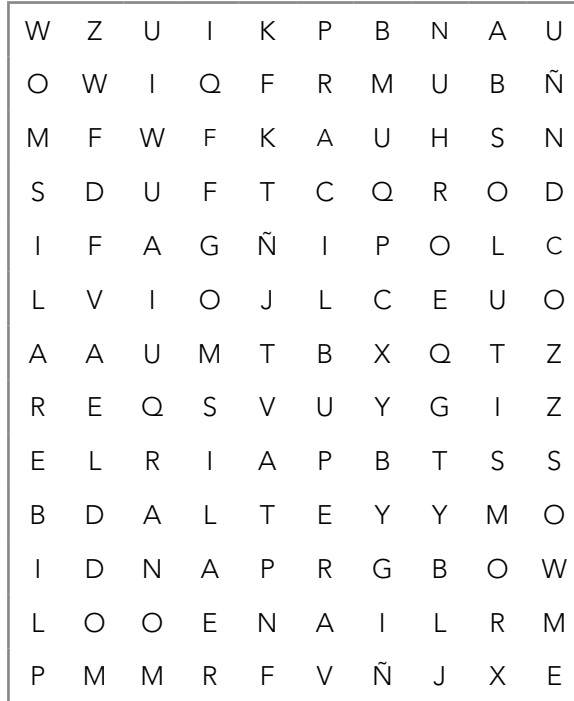 W Z U I K P B N A U
O W I Q F R M U B Ñ
M F W F K A U H S N
S D U F T C Q R O D
I F A G Ñ I P O L C
L V I O J L C E U O
A A U M T B X Q T Z
R E Q S V U Y G I Z
E L R I A P B T S S
B D A L T E Y Y M O
I D N A P R G B O W
L O O E N A I L R M
P M M R F V Ñ J X E